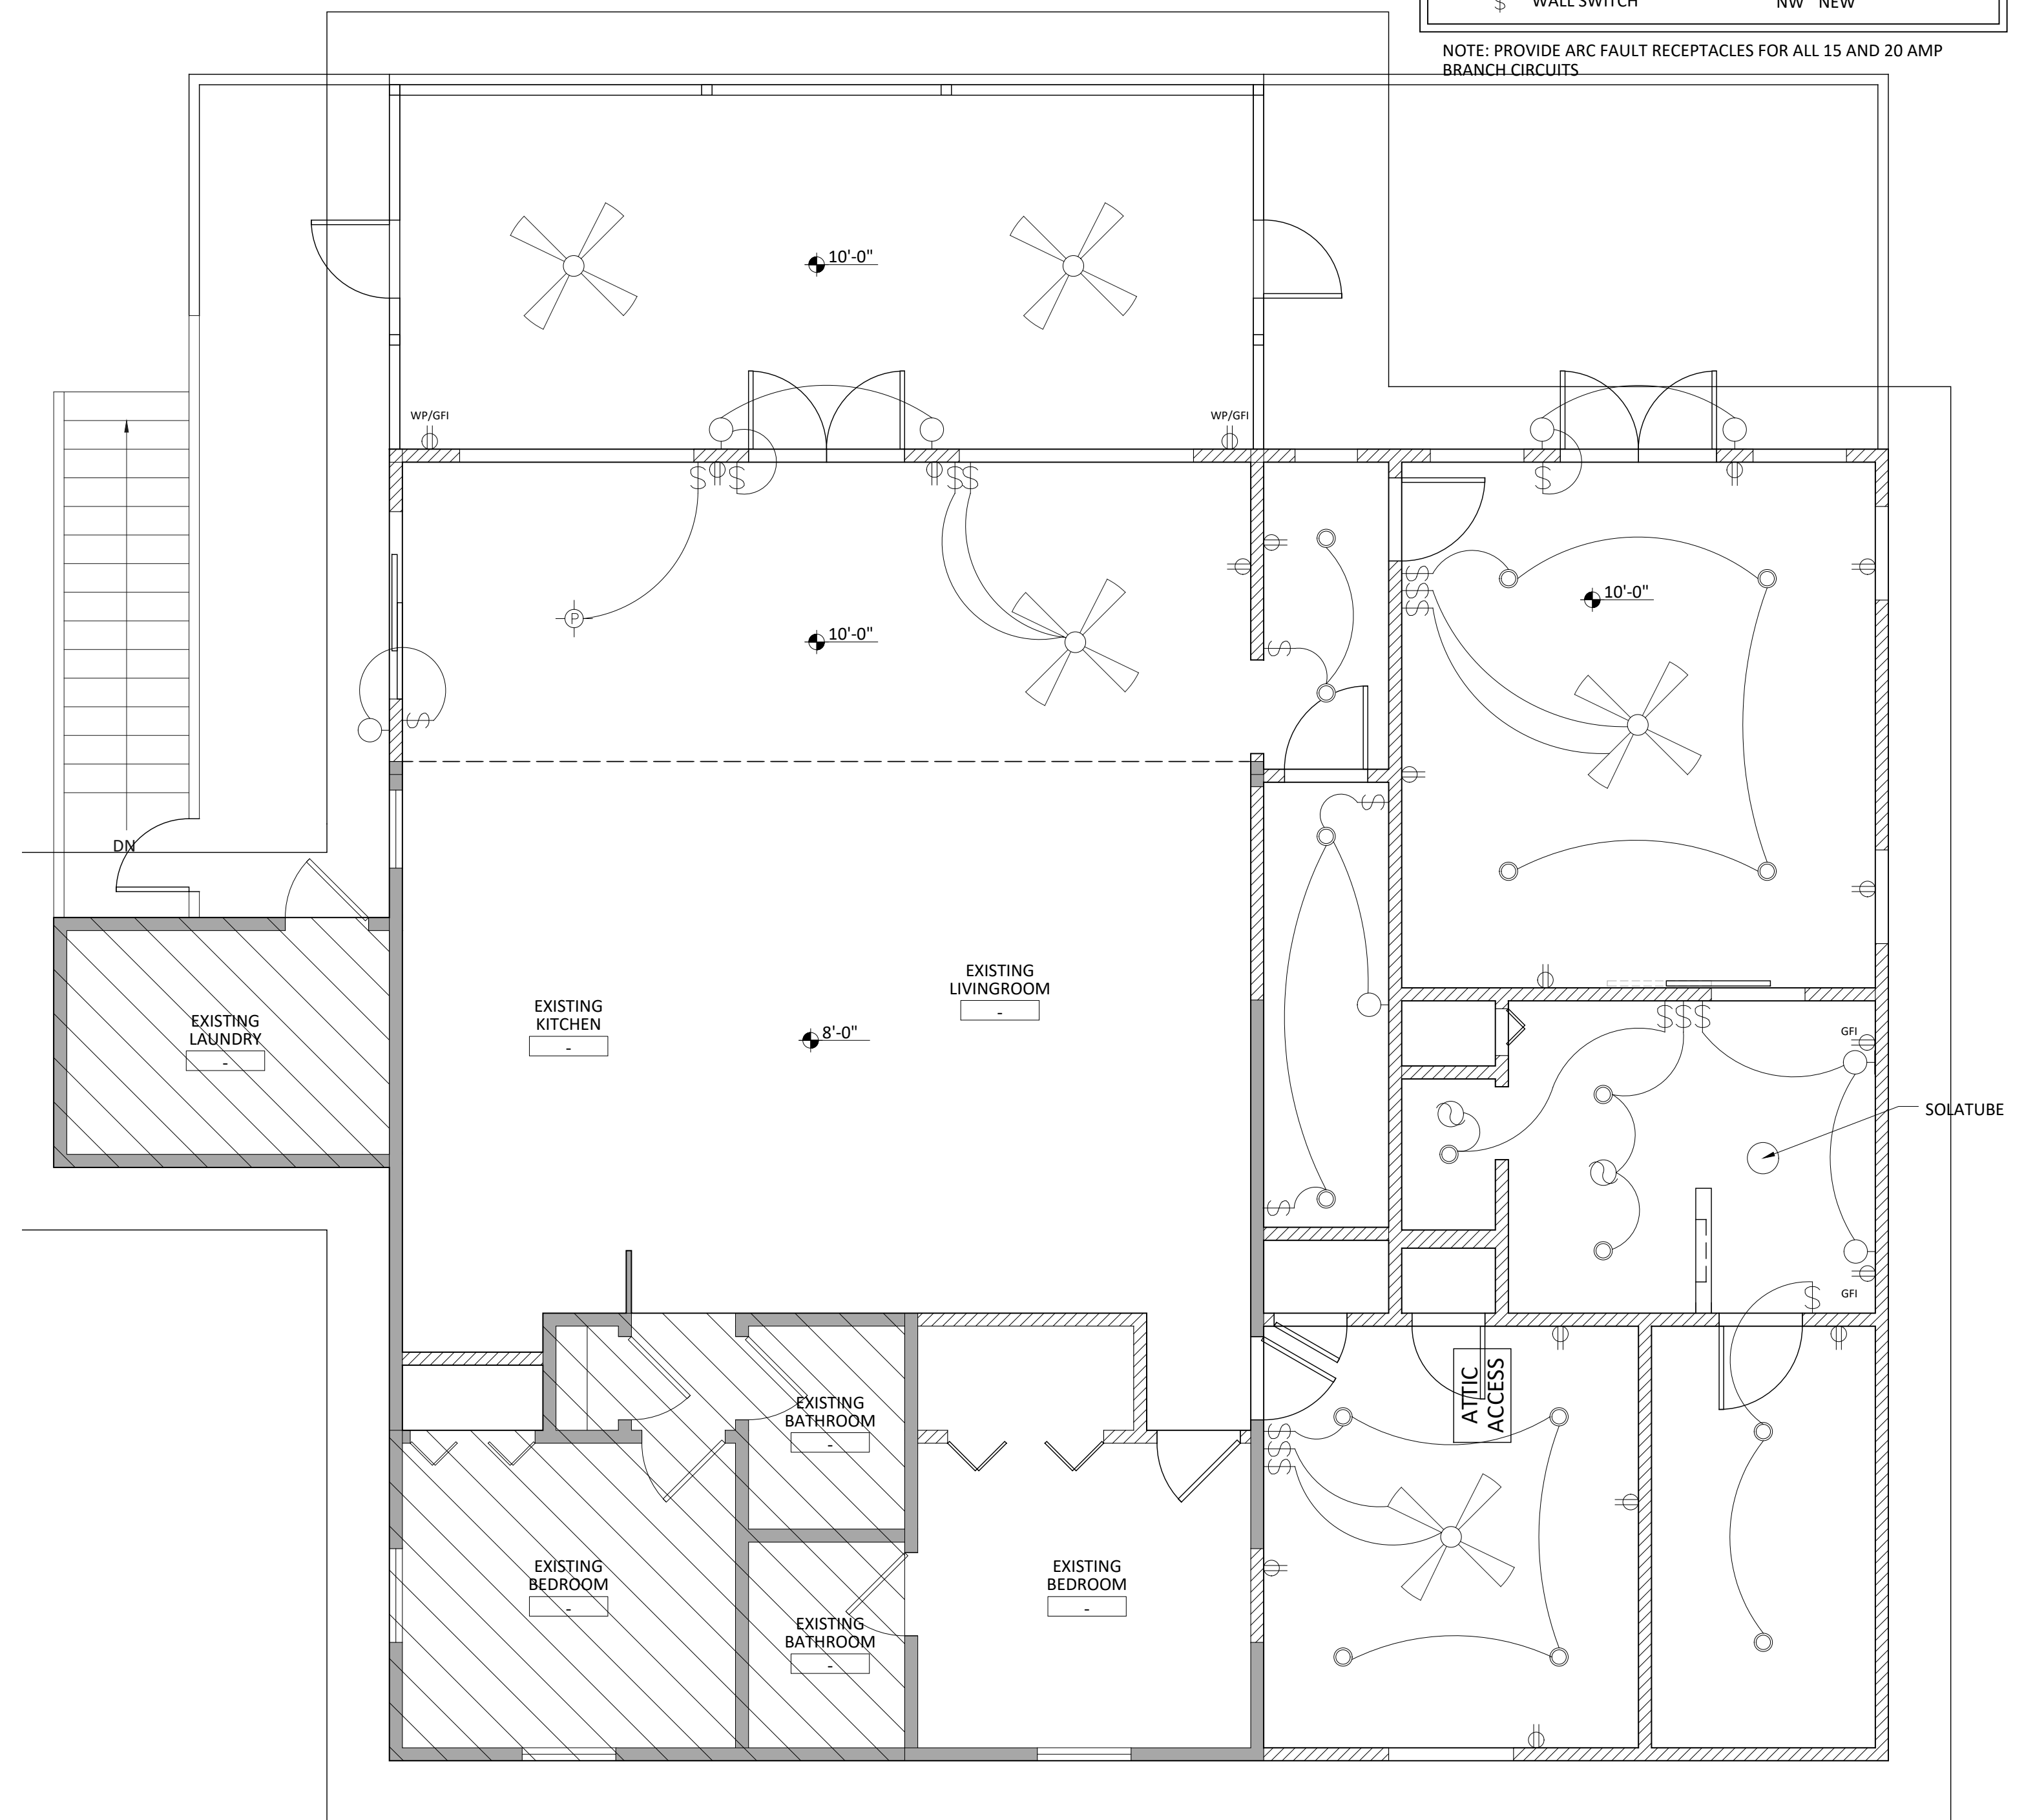 $ WALL SWITCH NW NEW
NOTE: PROVIDE ARC FAULT RECEPTACLES FOR ALL 15 AND 20 AMP
BRANCH CIRCUITS
10'-0"
WP/GFI
WP/GFI
$ $
$$
$
$
$
$
10'-0"
P
10'-0"
$
$
$
DN
EXISTING
LIVINGROOM
-
EXISTING
KITCHEN
-
8'-0"
EXISTING
LAUNDRY
-
$$$
GFI
SOLATUBE
$
GFI
$
ATTIC
ACCESS
EXISTING
BATHROOM
-
$
$
$
EXISTING
BEDROOM
-
EXISTING
BEDROOM
-
EXISTING
BATHROOM
-